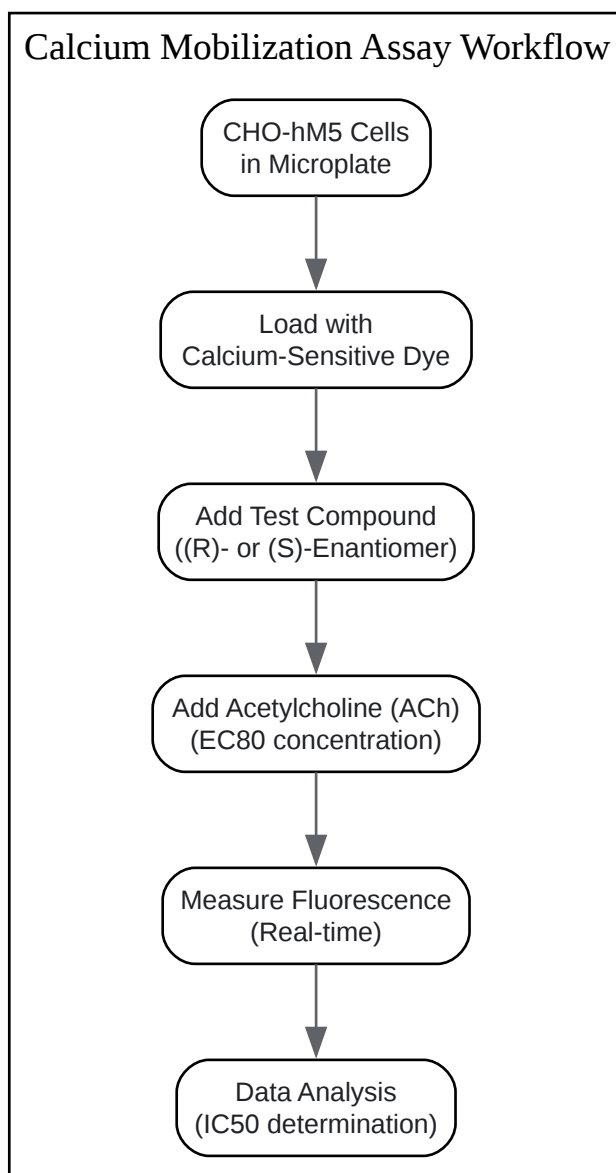 Calcium Mobilization Assay Workflow
CHO-hM5 Cells
in Microplate
Load with
Calcium-Sensitive Dye
Add Test Compound
((R)- or (S)-Enantiomer)
Add Acetylcholine (ACh)
(EC80 concentration)
Measure Fluorescence
(Real-time)
Data Analysis
(IC50 determination)